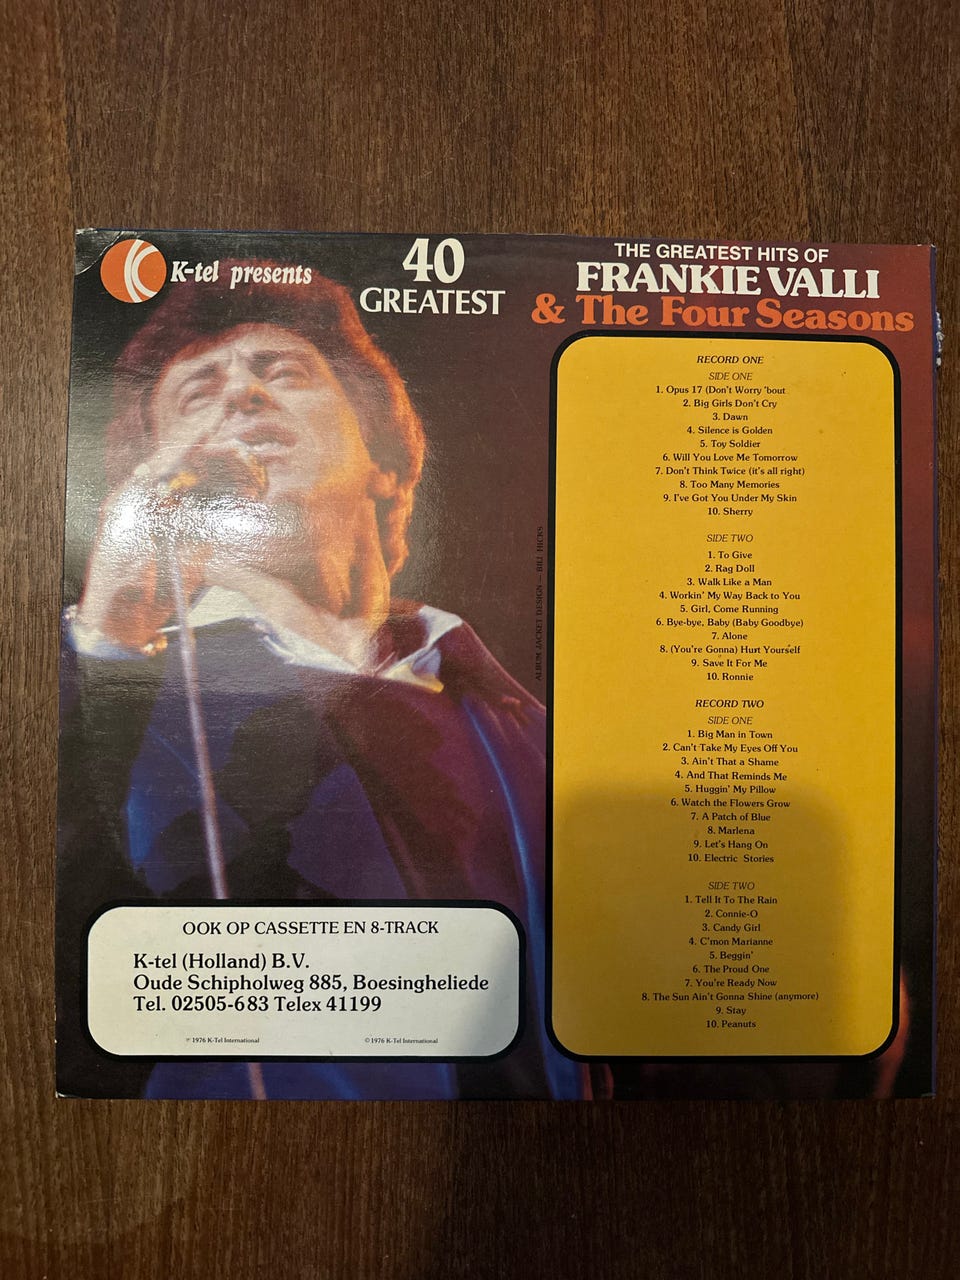 K-tel presents
40
GREATEST
THE GREATEST HITS OF
FRANKIE VALLI
& The Four Seasons
RECORD ONE
SIDE ONE
1. Opus 17 (Don't Worry 'bout
2. Big Girls Don't Cry
3. Dawn
4. Silence is Golden
5. Toy Soldier
6. Will You Love Me Tomorrow
7. Don't Think Twice (it's all right)
8. Too Many Memories
9. I've Got You Under My Skin
10. Sherry
SIDE TWO
1. To Give
2. Rag Doll
3. Walk Like a Man
4. Workin' My Way Back to You
5. Girl, Come Running
6. Bye-bye, Baby (Baby Goodbye)
7. Alone
8. (You're Gonna) Hurt Yourself
9. Save It For Me
10. Ronnie
RECORD TWO
SIDE ONE
1. Big Man in Town
2. Can't Take My Eyes Off You
3. Ain't That a Shame
4. And That Reminds Me
5. Huggin' My Pillow
6. Watch the Flowers Grow
7. A Patch of Blue
8. Marlena
9. Let's Hang On
10. Electric Stories
SIDE TWO
1. Tell It To The Rain
2. Connie-O
3. Candy Girl
4. C'mon Marianne
5. Beggin'
6. The Proud One
7. You're Ready Now
8. The Sun Ain't Gonna Shine (anymore)
9. Stay
10. Peanuts
ALBUM JACKET DESIGN — BILL HICKS
OOK OP CASSETTE EN 8-TRACK
K-tel (Holland) B.V.
Oude Schipholweg 885, Boesingheliede
Tel. 02505-683 Telex 41199
℗ 1976 K-Tel International
© 1976 K-Tel International